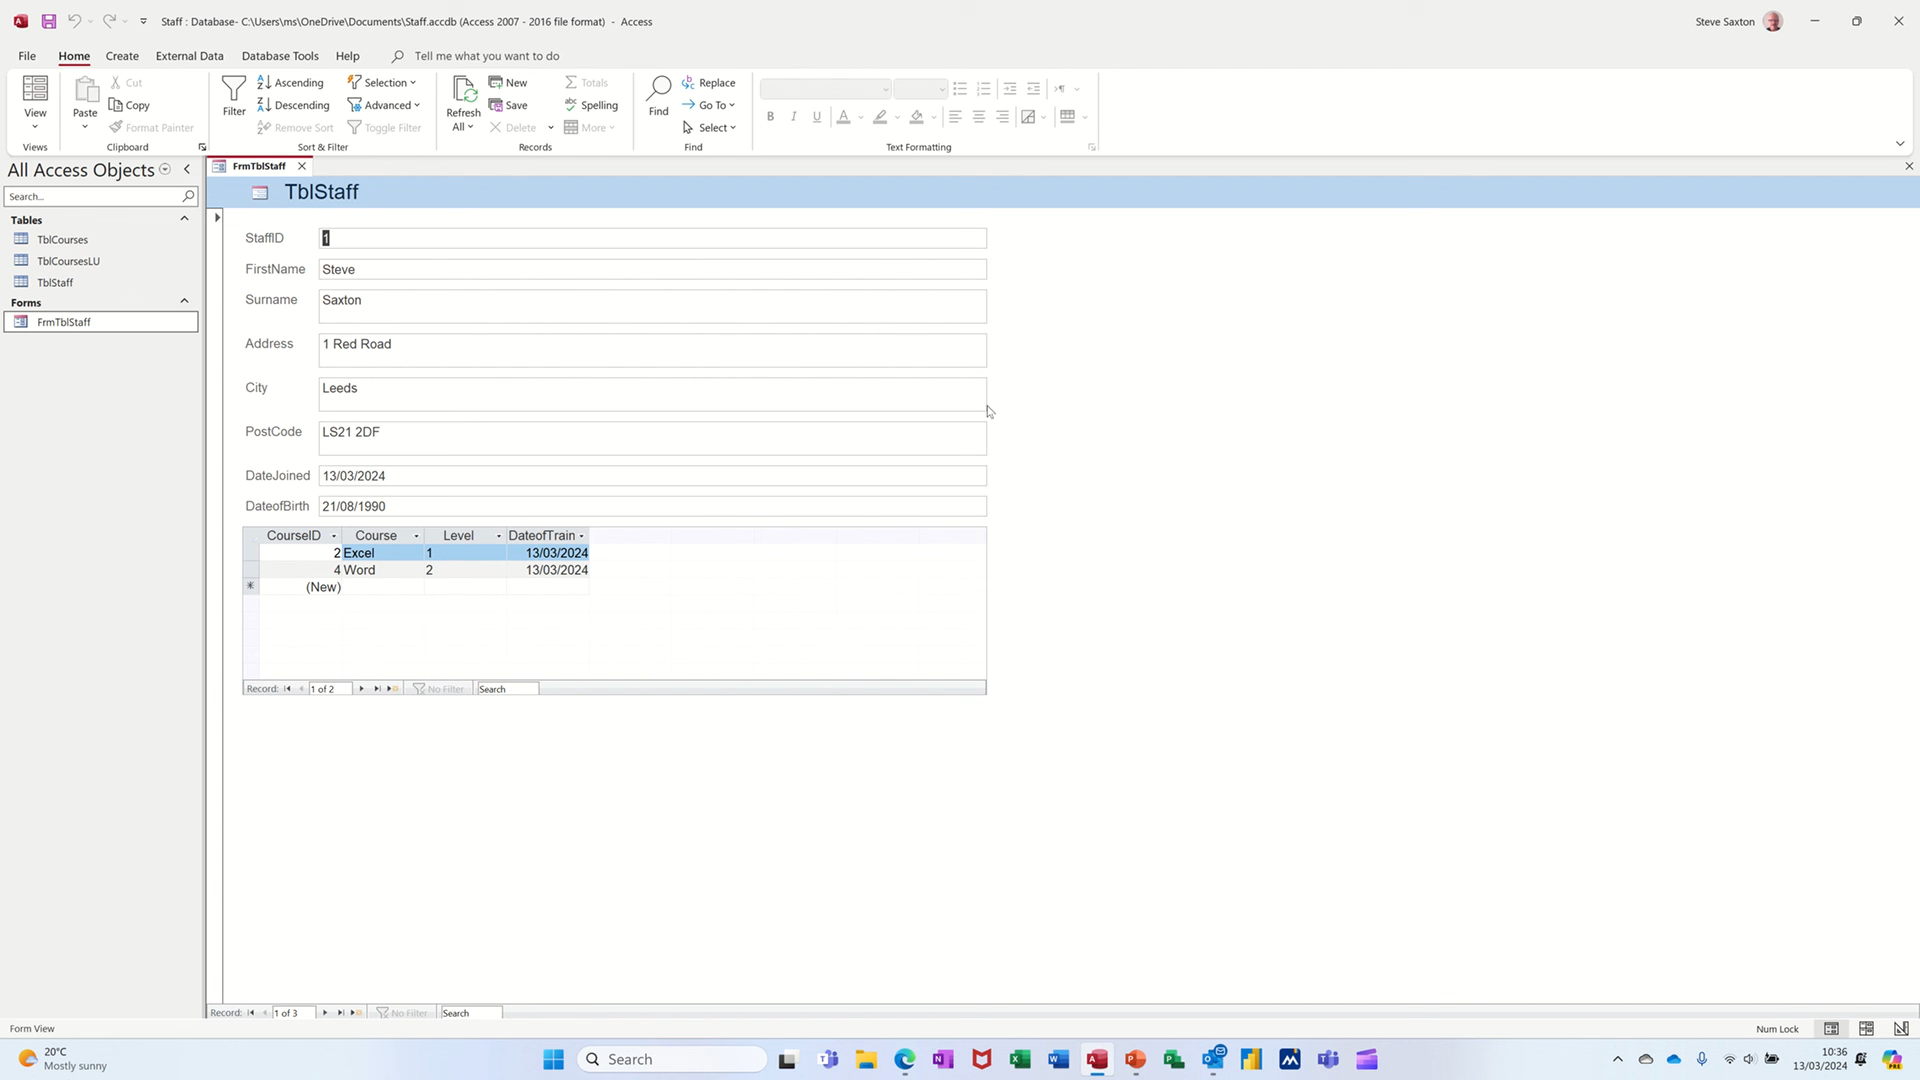 Staff : Database- C:\Users\ms\OneDrive\Documents\Staff.accdb (Access 2007 - 2016 file format) - Access
Steve Saxton
File Home Create External Data Database Tools Help Tell me what you want to do
View
Views
Paste
Cut
Copy
Format Painter
Clipboard
Filter
Ascending
Descending
Remove Sort
Selection
Advanced
Toggle Filter
Sort & Filter
Refresh
All
New
Save
Delete
Totals
Spelling
More
Records
Find
Replace
Go To
Select
Find
B I U A
Text Formatting
All Access Objects
Search...
Tables
TblCourses
TblCoursesLU
TblStaff
Forms
FrmTblStaff
FrmTblStaff
TblStaff
StaffID 1
FirstName Steve
Surname Saxton
Address 1 Red Road
City Leeds
PostCode LS21 2DF
DateJoined 13/03/2024
DateofBirth 21/08/1990
CourseID Course Level DateofTrain
2 Excel 1 13/03/2024
4 Word 2 13/03/2024
(New)
Record: 1 of 2 No Filter Search
Record: 1 of 3 No Filter Search
Form View
Num Lock
20°C
Mostly sunny
Search
10:36
13/03/2024
PRE